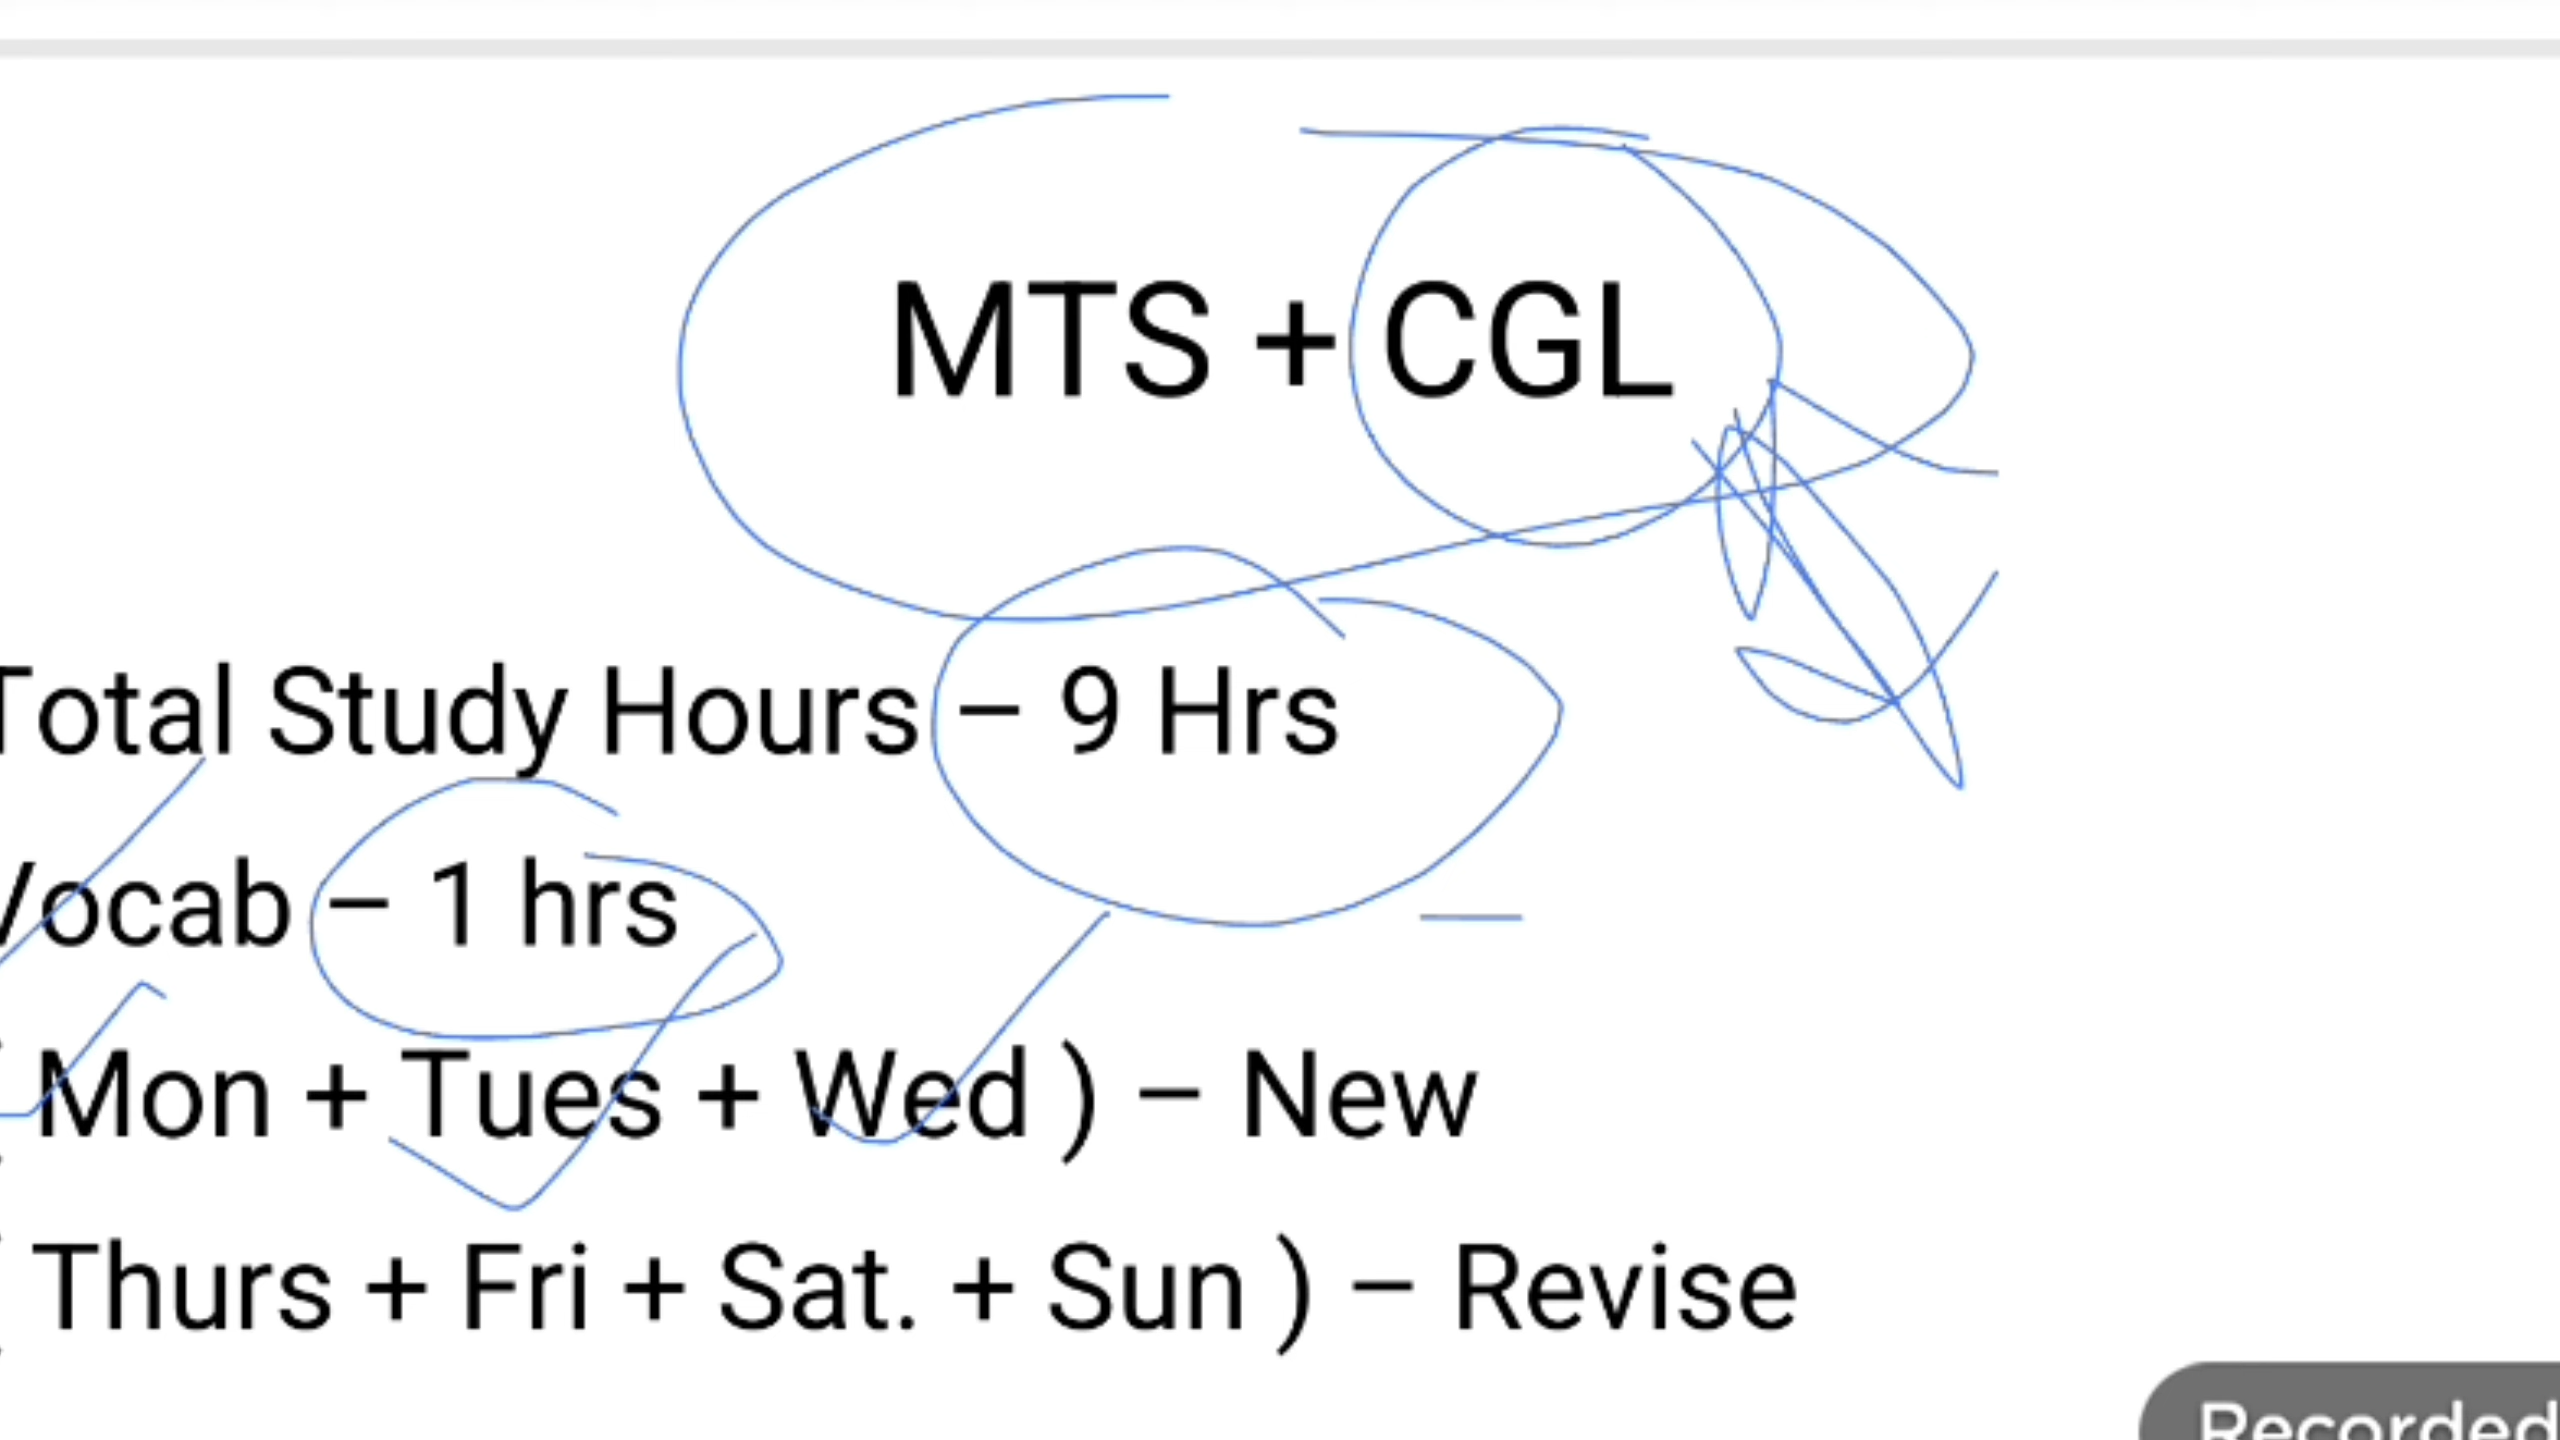 MTS + CGL
Total Study Hours – 9 Hrs
Vocab – 1 hrs
( Mon + Tues + Wed ) – New
( Thurs + Fri + Sat. + Sun ) – Revise
Recorded